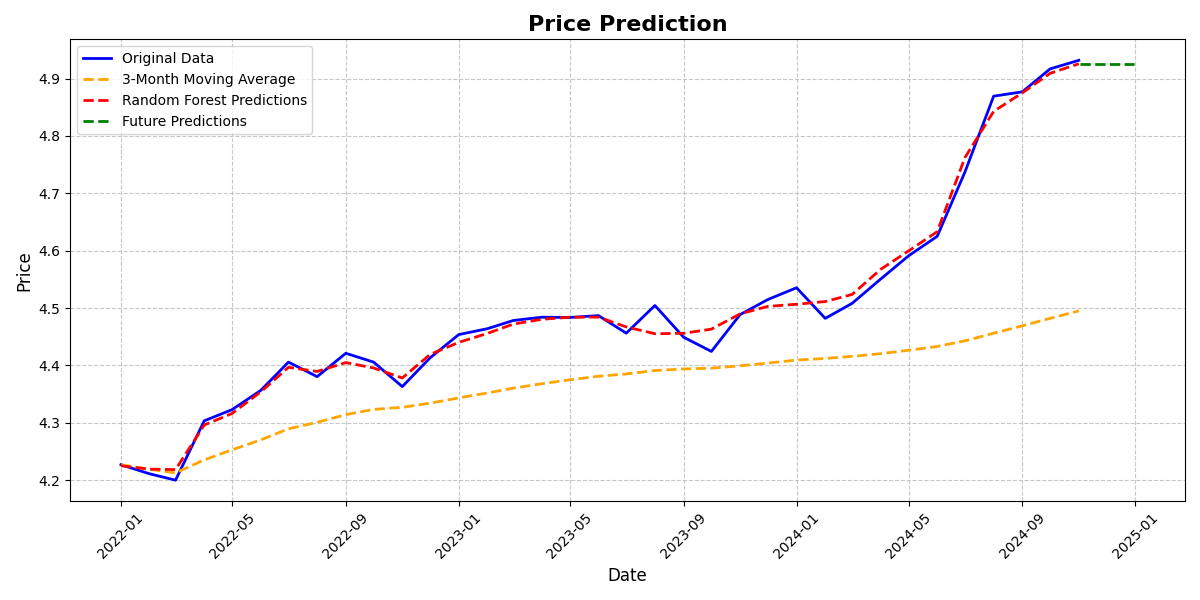 Price Prediction
Original Data
3-Month Moving Average
Random Forest Predictions
Future Predictions
4.9
4.8
4.7
4.6
4.5
4.4
4.3
4.2
Price
2022-01
2022-05
2022-09
2023-01
2023-05
2023-09
2024-01
2024-05
2024-09
2025-01
Date